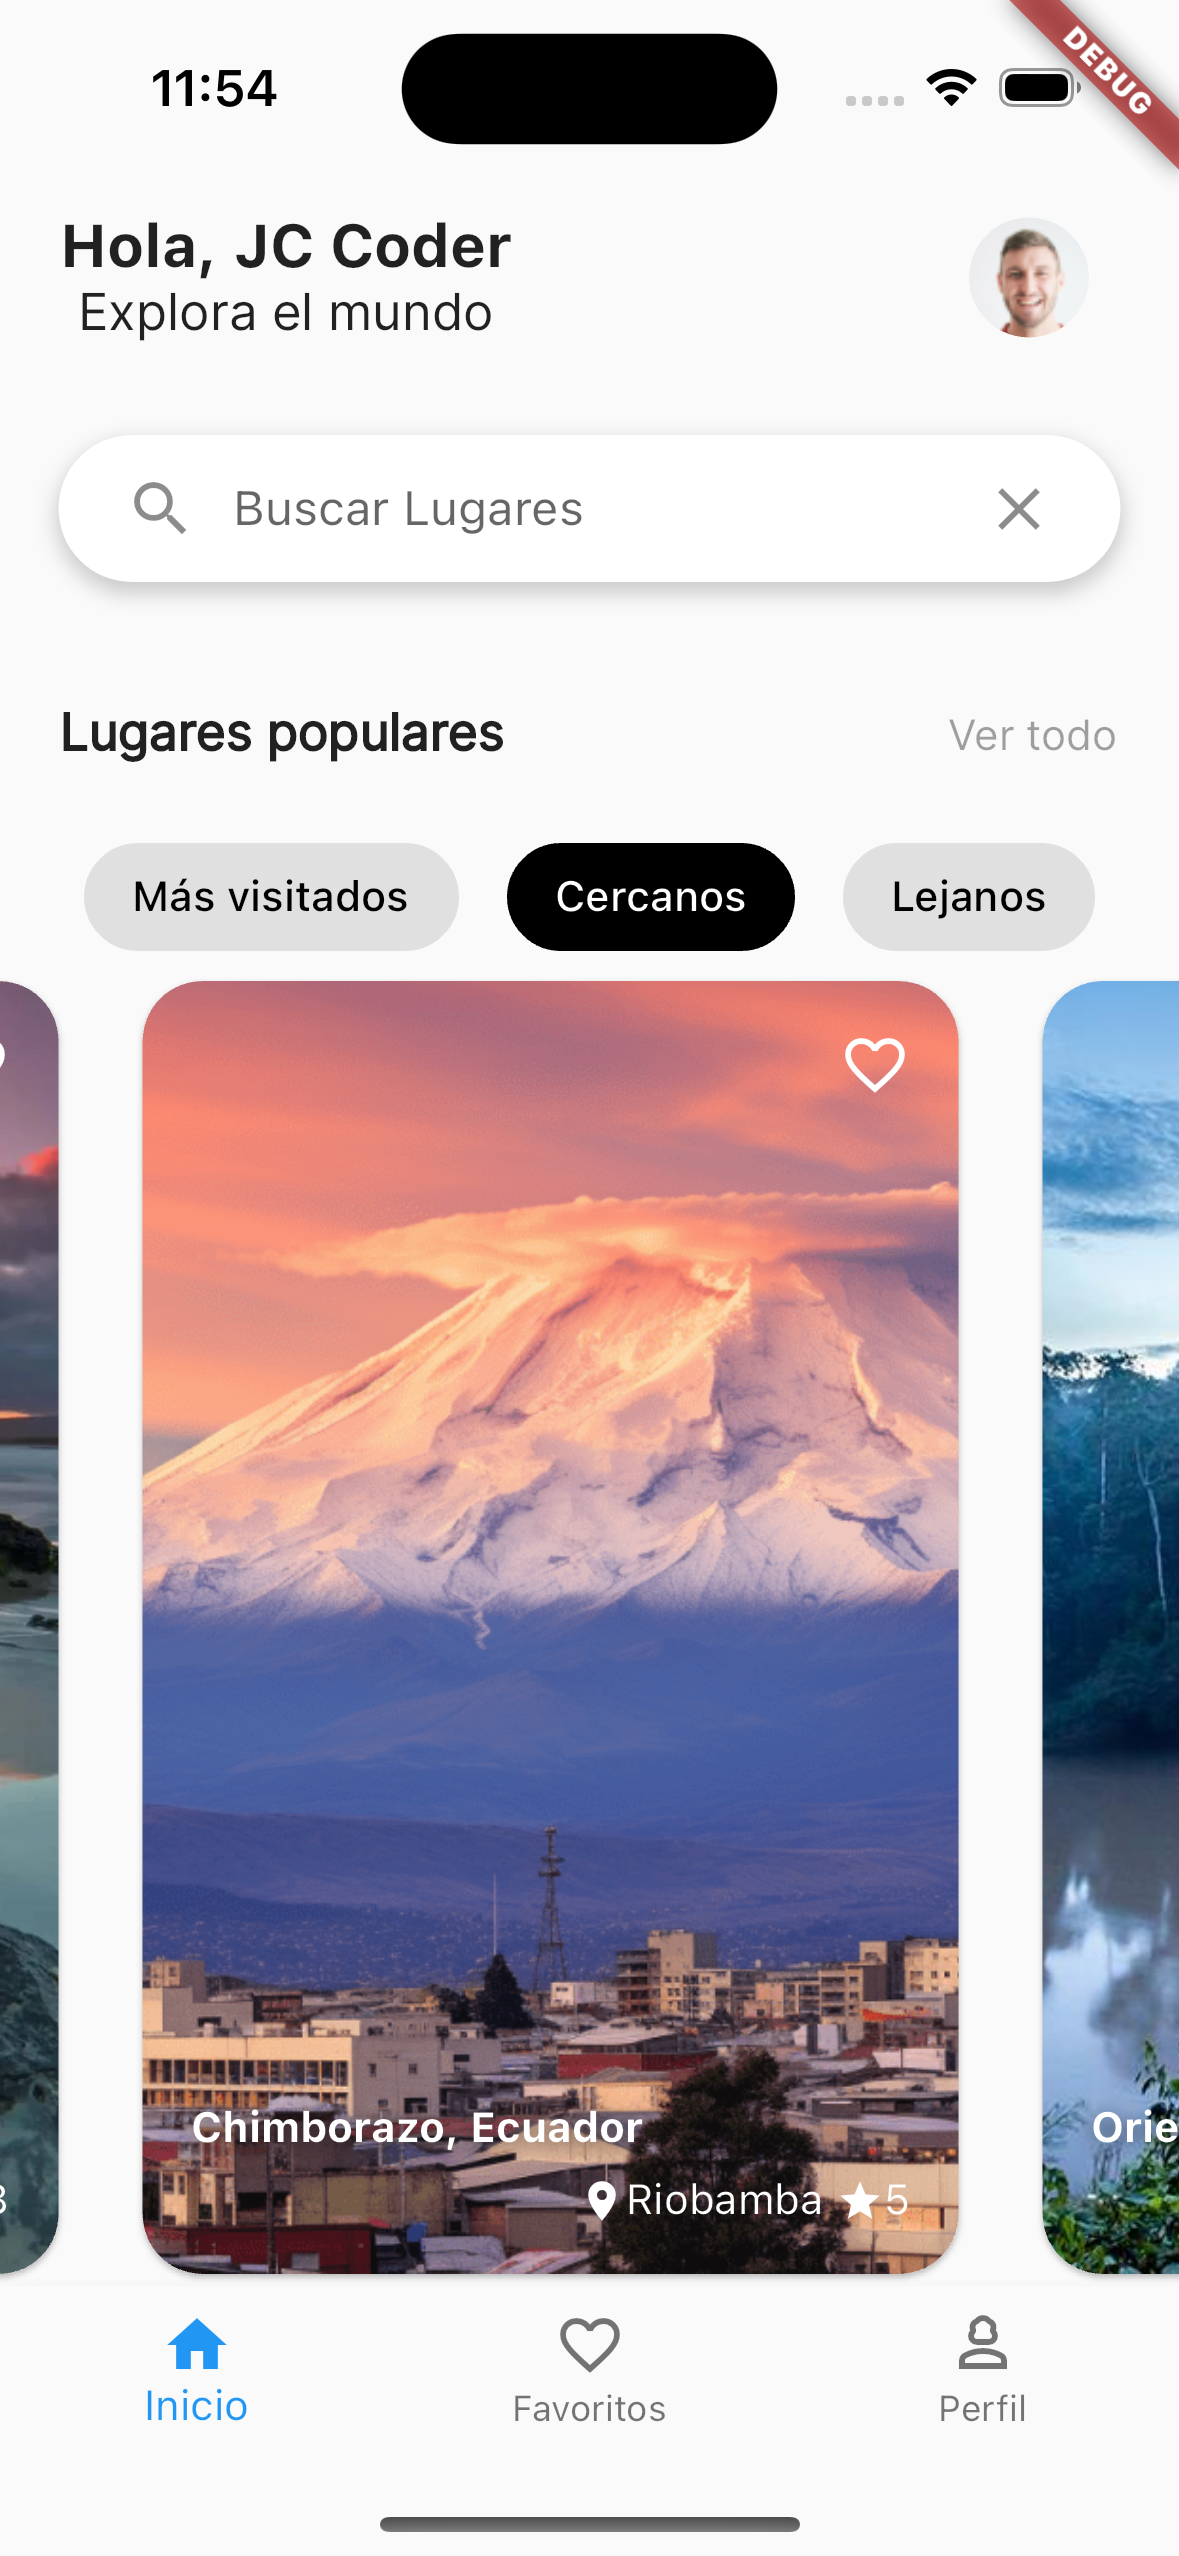 11:54
DEBUG
Hola, JC Coder
Explora el mundo
Buscar Lugares
Lugares populares
Ver todo
Más visitados
Cercanos
Lejanos
Chimborazo, Ecuador
Riobamba 5
Inicio
Favoritos
Perfil